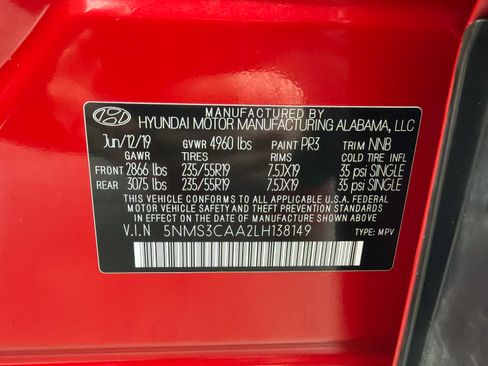 MANUFACTURED BY
HYUNDAI MOTOR MANUFACTURING ALABAMA, LLC
Jun/12/19 GVWR 4960 lbs PAINT PR3 TRIM NNB
GAWR TIRES RIMS COLD TIRE INFL
FRONT 2866 lbs 235/55R19 7.5JX19 35 psi SINGLE
REAR 3075 lbs 235/55R19 7.5JX19 35 psi SINGLE
THIS VEHICLE CONFORMS TO ALL APPLICABLE U.S. FEDERAL
MOTOR VEHICLE SAFETY AND THEFT PREVENTION STANDARDS
IN EFFECT ON THE DATE OF MANUFACTURE SHOWN ABOVE.
V.I.N 5NMS3CAA2LH138149
TYPE: MPV